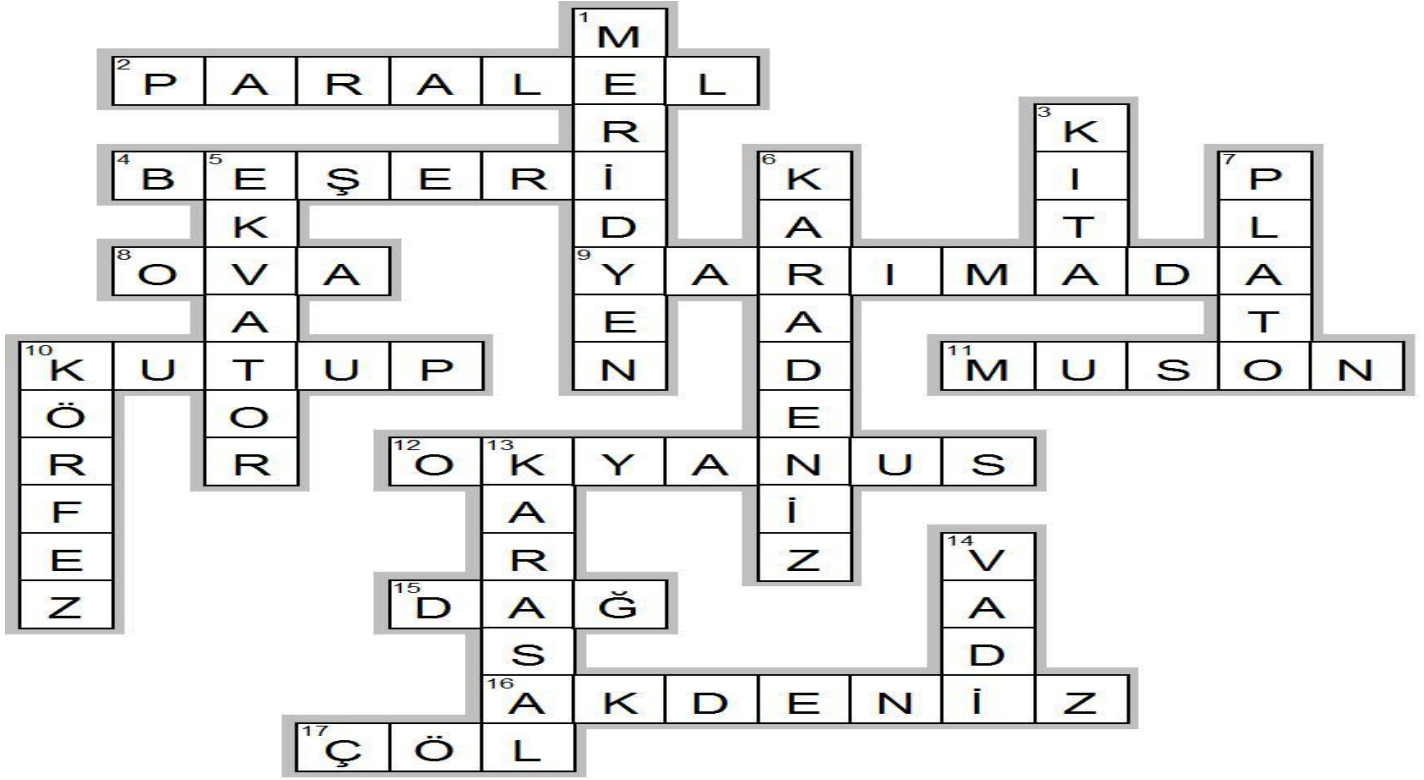 1 MERİDYEN
2 PARALEL
3 KITA
4 BEŞERİ
5 EKVATOR
6 KARADENİZ
7 PLATO
8 OVA
9 YARIMADA
10 KUTUP
KÖRFEZ
11 MUSON
12 OKYANUS
13 KARASAL
14 VADİ
15 DAĞ
16 AKDENİZ
17 ÇÖL